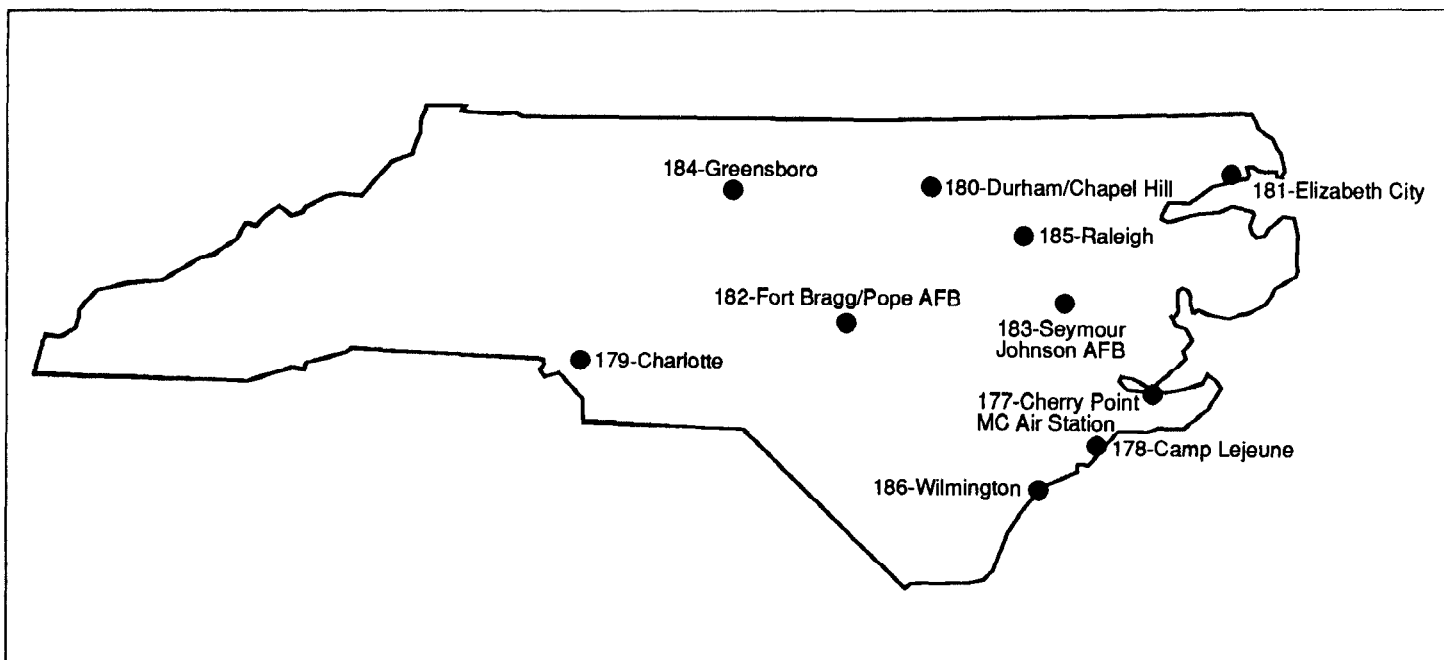 184-Greensboro
180-Durham/Chapel Hill
181-Elizabeth City
185-Raleigh
182-Fort Bragg/Pope AFB
183-Seymour
Johnson AFB
179-Charlotte
177-Cherry Point
MC Air Station
178-Camp Lejeune
186-Wilmington